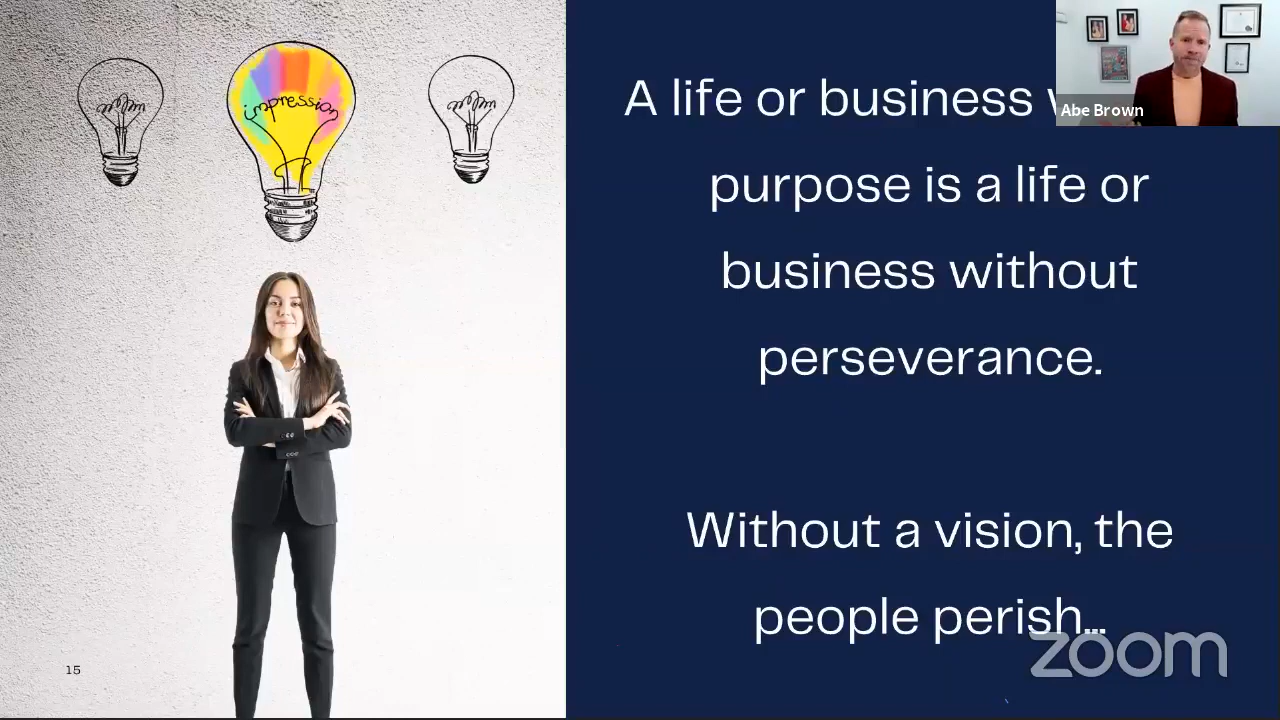 impression
A life or business
Abe Brown
purpose is a life or
business without
perseverance.
Without a vision, the
people perish...
zoom
15